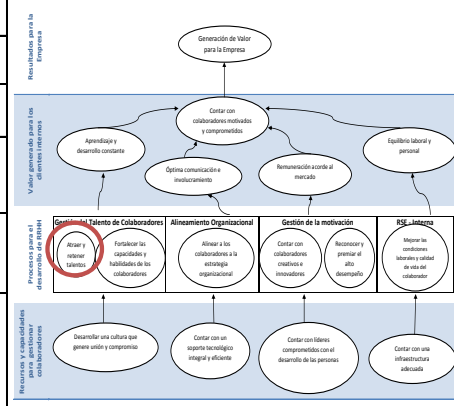 Resultados para la
Empresa
Generación de Valor
para la Empresa
Valor generado para los
clientes internos
Contar con
colaboradores motivados
y comprometidos
Aprendizaje y
desarrollo constante
Equilibrio laboral y
personal
Óptima comunicación e
involucramiento
Remuneración acorde al
mercado
Procesos para el
desarrollo de RRHH
Gestión del Talento de Colaboradores
Alineamiento Organizacional
Gestión de la motivación
RSE - Interna
Atraer y
retener
talentos
Fortalecer las
capacidades y
habilidades de los
colaboradores
Alinear a los
colaboradores a la
estrategia
organizacional
Contar con
colaboradores
creativos e
innovadores
Reconocer y
premiar el
alto
desempeño
Mejorar las
condiciones
laborales y calidad
de vida del
colaborador
Recursos y capacidades
para gestionar
colaboradores
Desarrollar una cultura que
genere unión y compromiso
Contar con un
soporte tecnológico
integral y eficiente
Contar con líderes
comprometidos con el
desarrollo de las personas
Contar con una
infraestructura
adecuada